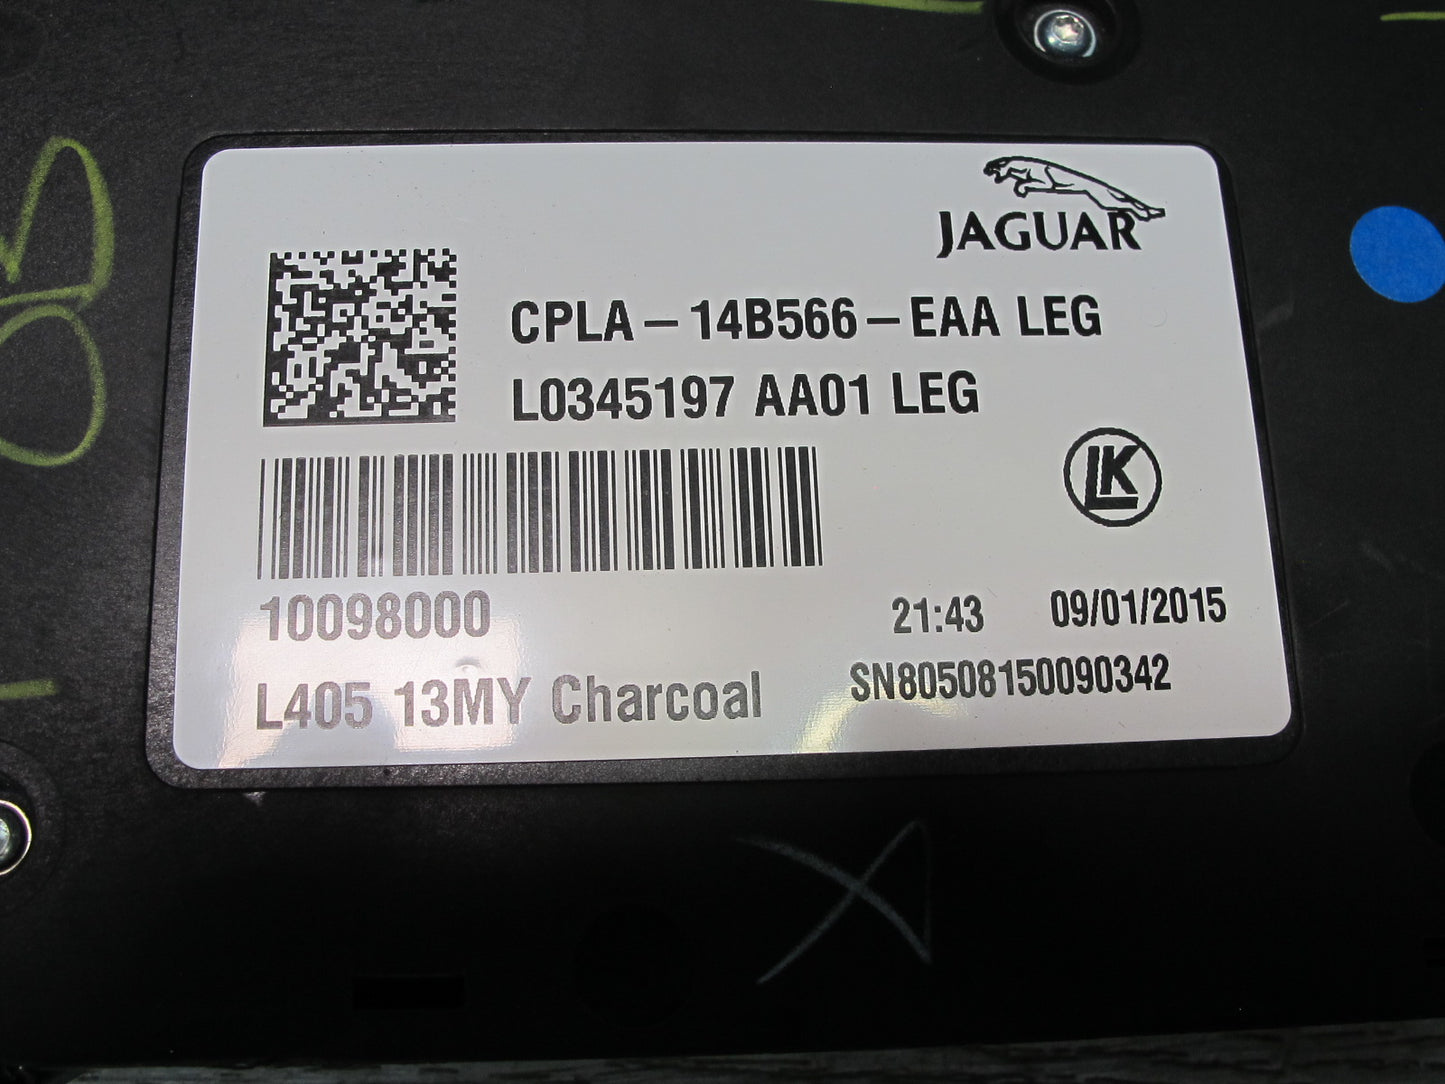 JAGUAR
CPLA-14B566-EAA LEG
L0345197 AA01 LEG
LK
10098000
21:43 09/01/2015
L405 13MY Charcoal
SN80508150090342